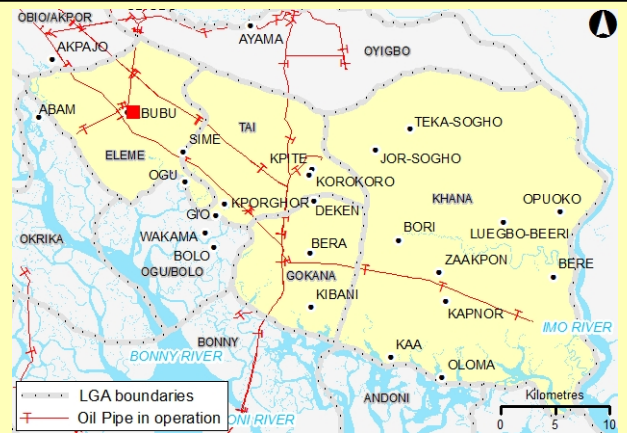 OBIO/AKPOR
AYAMA
AKPAJO
OYIGBO
ABAM
BUBU
TEKA-SOGHO
TAI
SIME
JOR-SOGHO
ELEME
KPITE
OGU
KOROKORO
KHANA
OPUOKO
KPORGHOR
DEKEN
GIO
LUEGBO-BEERI
OKRIKA
WAKAMA
BORI
BOLO
BERA
OGU/BOLO
ZAAKPON
BERE
GOKANA
KIBANI
KAPNOR
IMO RIVER
BONNY
BONNY RIVER
KAA
OLOMA
ANDONI
LGA boundaries
Oil Pipe in operation
ONI RIVER
Kilometres
0 5 10